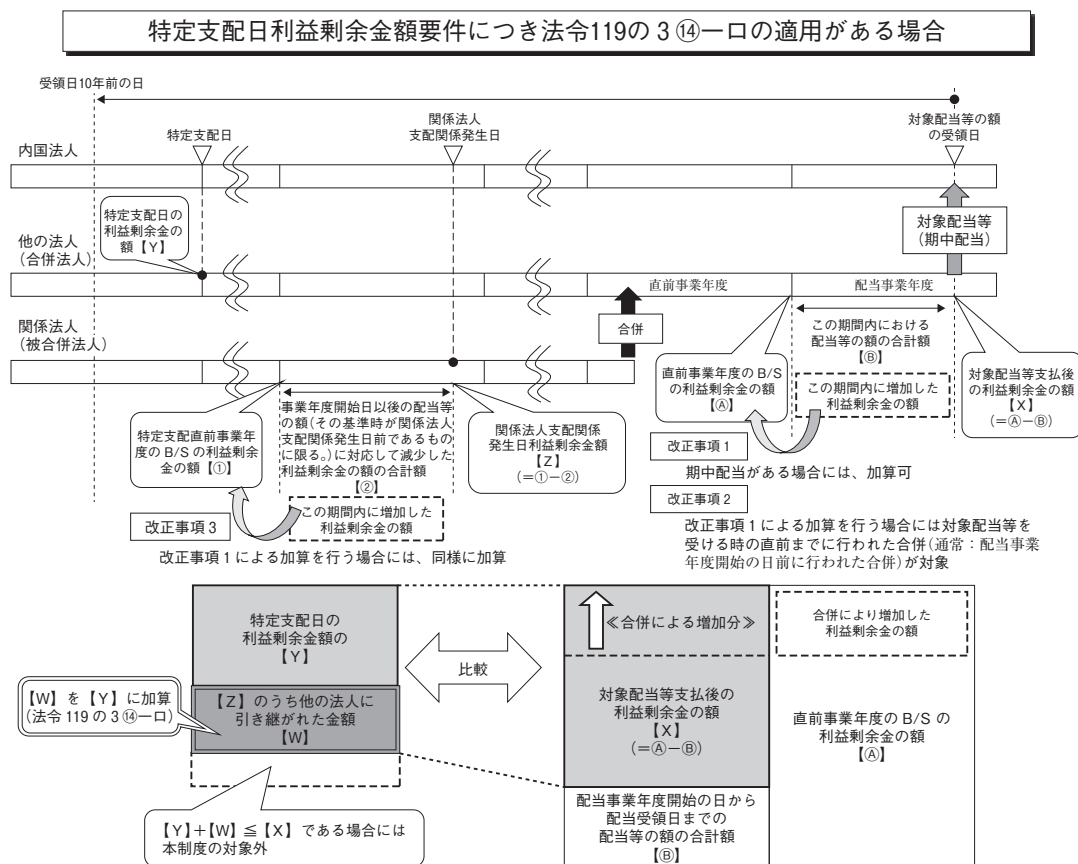 特定支配日利益剰余金額要件につき法令119の3⑭一ロの適用がある場合
受領日10年前の日
特定支配日
関係法人
支配関係発生日
対象配当等の額
の受領日
内国法人
特定支配日の
利益剰余金の
額【Y】
他の法人
(合併法人)
対象配当等
(期中配当)
直前事業年度
配当事業年度
関係法人
(被合併法人)
合併
この期間内における
配当等の額の合計額
【Ⓑ】
直前事業年度の B/S
の利益剰余金の額
【Ⓐ】
この期間内に増加した
利益剰余金の額
対象配当等支払後
の利益剰余金の額
【X】
(=Ⓐ-Ⓑ)
特定支配直前事業年
度の B/S の利益剰余
金の額【①】
事業年度開始日以後の配当等
の額(その基準時が関係法人
支配関係発生日前であるもの
に限る。)に対応して減少した
利益剰余金の額の合計額
【②】
関係法人支配関係
発生日利益剰余金額
【Z】
(=①-②)
改正事項1
期中配当がある場合には、加算可
改正事項2
改正事項1による加算を行う場合には対象配当等を
受ける時の直前までに行われた合併(通常:配当事業
年度開始の日前に行われた合併)が対象
この期間内に増加した
利益剰余金の額
改正事項3
改正事項1による加算を行う場合には、同様に加算
特定支配日の
利益剰余金額の
【Y】
比較
≪合併による増加分≫
合併により増加した
利益剰余金の額
【W】を【Y】に加算
(法令119の3⑭一ロ)
【Z】のうち他の法人に
引き継がれた金額
【W】
対象配当等支払後の
利益剰余金の額
【X】
(=Ⓐ-Ⓑ)
直前事業年度の B/S の
利益剰余金の額
【Ⓐ】
【Y】+【W】≦【X】である場合には
本制度の対象外
配当事業年度開始の日から
配当受領日までの
配当等の額の合計額
【Ⓑ】